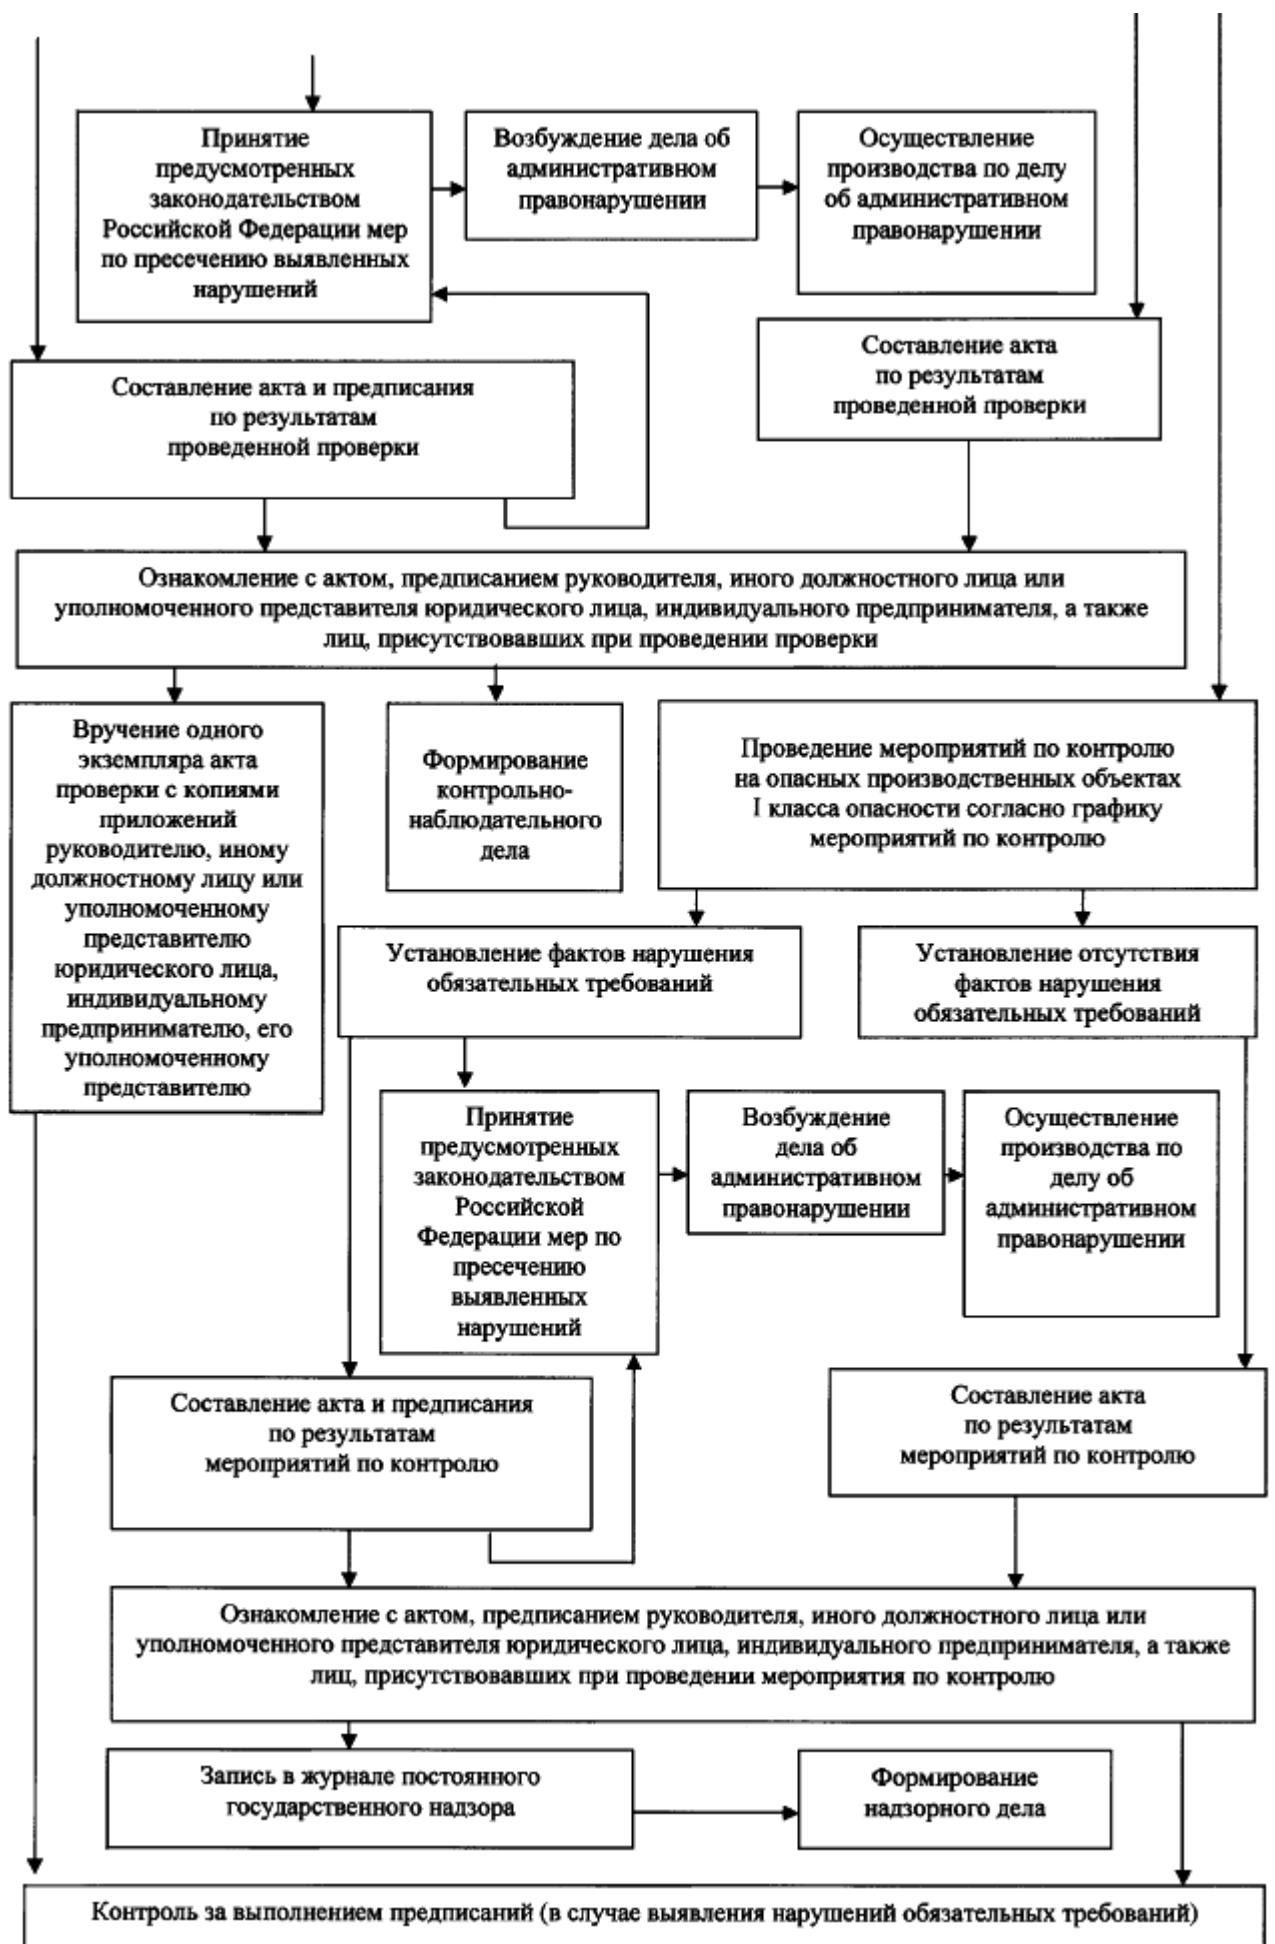 Принятие
предусмотренных
законодательством
Российской Федерации мер
по пресечению выявленных
нарушений
Возбуждение дела об
административном
правонарушении
Осуществление
производства по делу
об административном
правонарушении
Составление акта
по результатам
проведенной проверки
Составление акта и предписания
по результатам
проведенной проверки
Ознакомление с актом, предписанием руководителя, иного должностного лица или
уполномоченного представителя юридического лица, индивидуального предпринимателя, а также
лиц, присутствовавших при проведении проверки
Вручение одного
экземпляра акта
проверки с копиями
приложений
руководителю, иному
должностному лицу или
уполномоченному
представителю
юридического лица,
индивидуальному
предпринимателю, его
уполномоченному
представителю
Формирование
контрольно-
наблюдательного
дела
Проведение мероприятий по контролю
на опасных производственных объектах
I класса опасности согласно графику
мероприятий по контролю
Установление фактов нарушения
обязательных требований
Установление отсутствия
фактов нарушения
обязательных требований
Принятие
предусмотренных
законодательством
Российской
Федерации мер по
пресечению
выявленных
нарушений
Возбуждение
дела об
административном
правонарушении
Осуществление
производства по
делу об
административном
правонарушении
Составление акта и предписания
по результатам
мероприятий по контролю
Составление акта
по результатам
мероприятий по контролю
Ознакомление с актом, предписанием руководителя, иного должностного лица или
уполномоченного представителя юридического лица, индивидуального предпринимателя, а также
лиц, присутствовавших при проведении мероприятия по контролю
Запись в журнале постоянного
государственного надзора
Формирование
надзорного дела
Контроль за выполнением предписаний (в случае выявления нарушений обязательных требований)